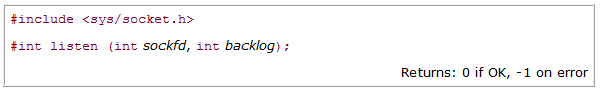 #include <sys/socket.h>
#int listen (int sockfd, int backlog);
Returns: 0 if OK, -1 on error